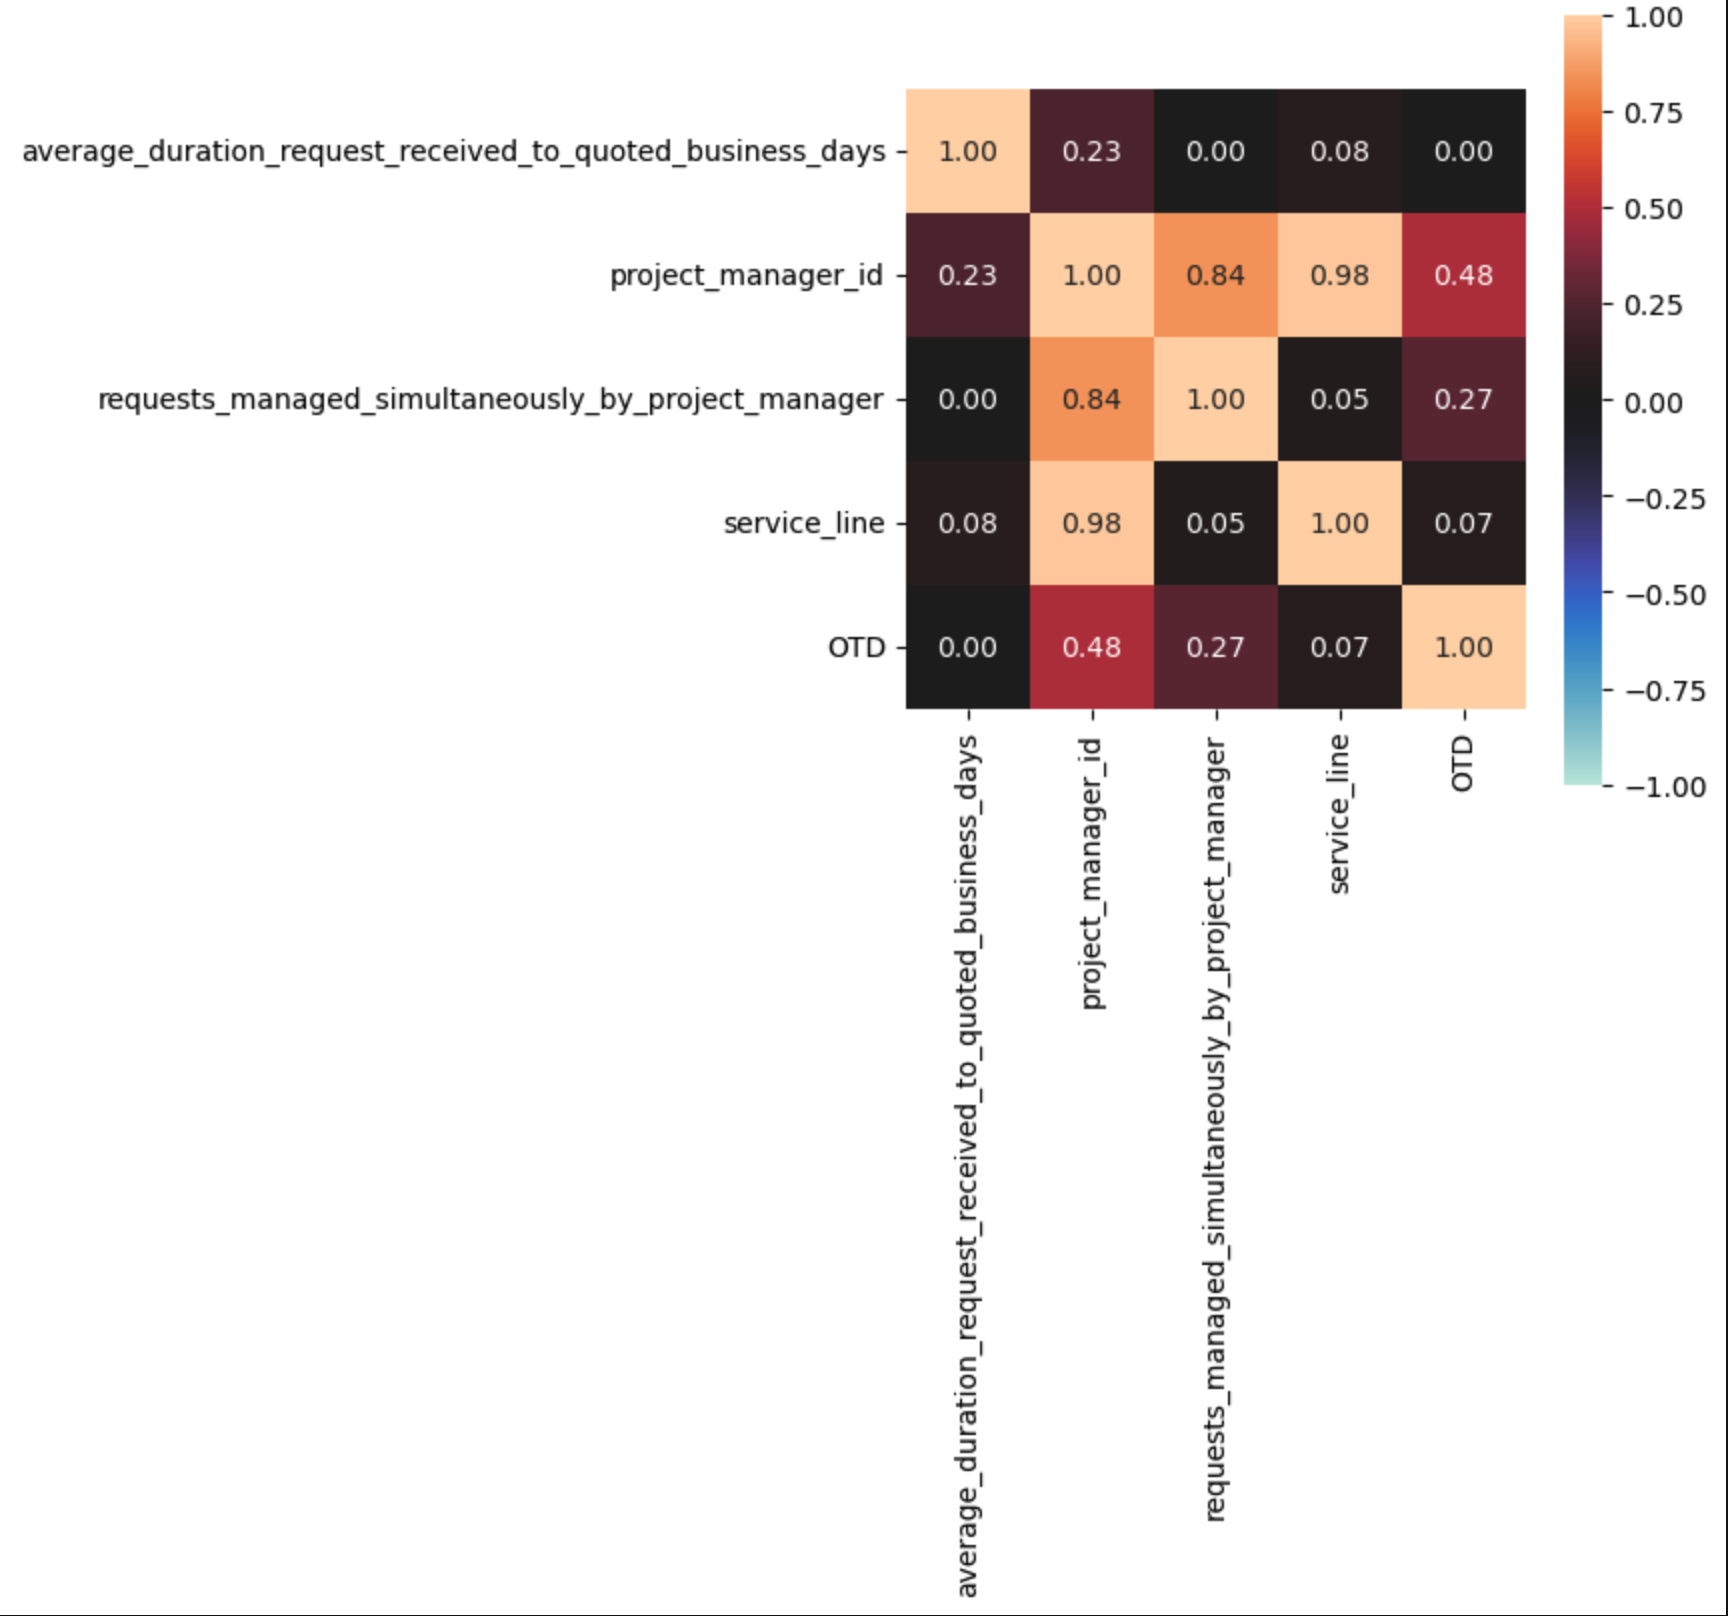 1.00
average_duration_request_received_to_quoted_business_days 1.00 0.23 0.00 0.08 0.00
0.75
project_manager_id 0.23 1.00 0.84 0.98 0.48
0.50
0.25
requests_managed_simultaneously_by_project_manager 0.00 0.84 1.00 0.05 0.27
0.00
−0.25
service_line 0.08 0.98 0.05 1.00 0.07
−0.50
OTD 0.00 0.48 0.27 0.07 1.00
−0.75
−1.00
average_duration_request_received_to_quoted_business_days
project_manager_id
requests_managed_simultaneously_by_project_manager
service_line
OTD